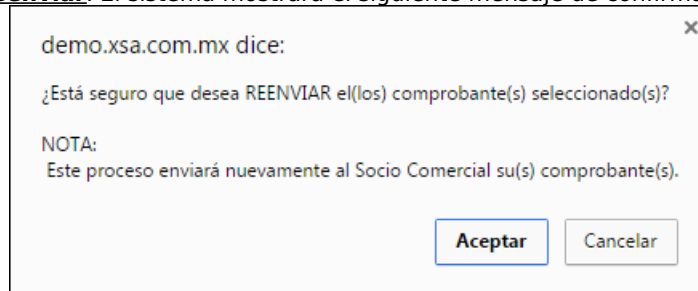 demo.xsa.com.mx dice:
¿Está seguro que desea REENVIAR el(los) comprobante(s) seleccionado(s)?
NOTA:
Este proceso enviará nuevamente al Socio Comercial su(s) comprobante(s).
Aceptar Cancelar